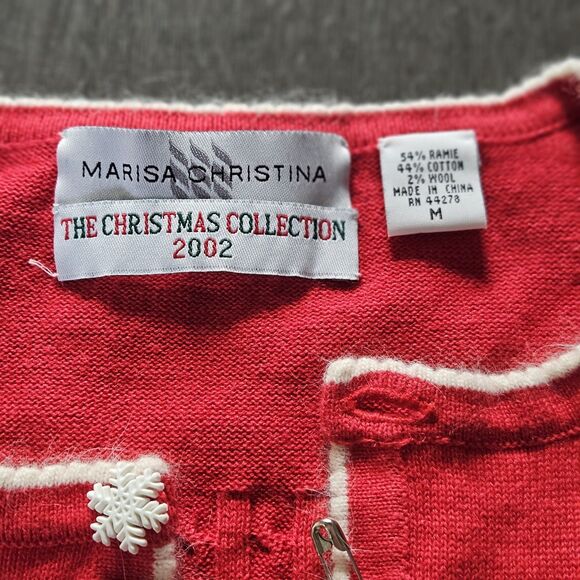 MARISA CHRISTINA
THE CHRISTMAS COLLECTION
2002
54% RAMIE
44% COTTON
2% WOOL
MADE IN CHINA
RN 44278
M